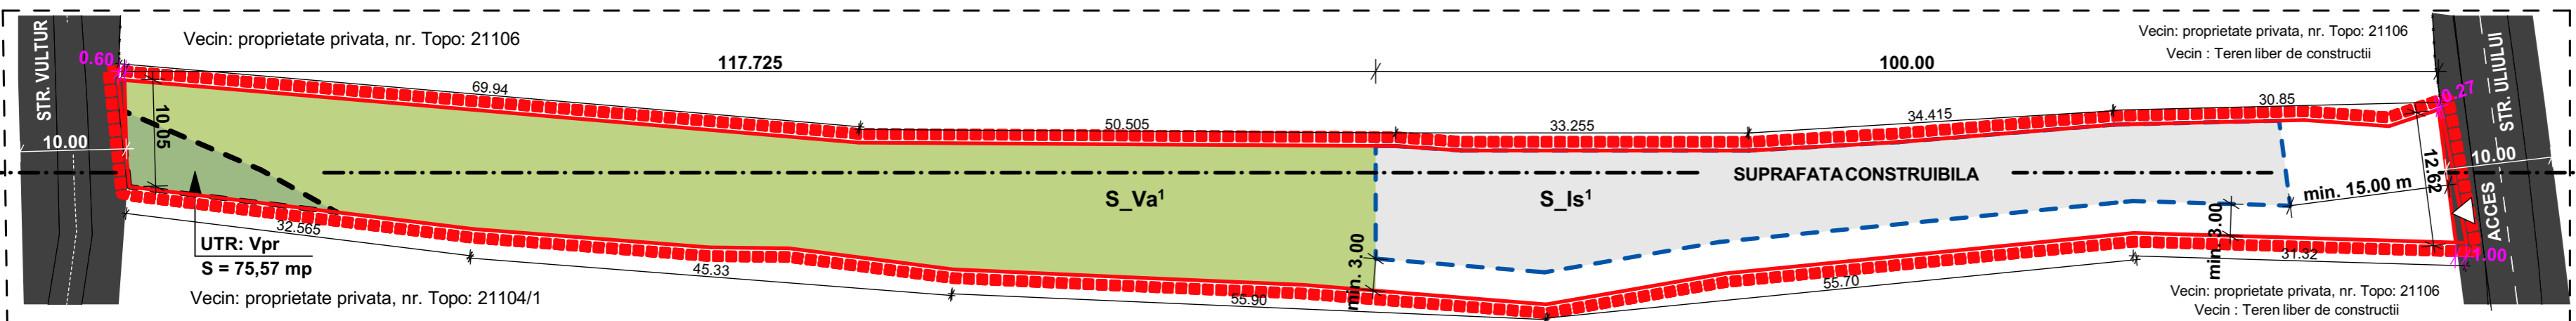 STR. VULTUR
Vecin: proprietate privata, nr. Topo: 21106
Vecin: proprietate privata, nr. Topo: 21106
Vecin : Teren liber de constructii
0.60
117.725
100.00
69.94
50.505
33.255
34.415
30.85
0.27
STR. ULIULUI
10.00
10.05
S_Va¹
S_Is¹
SUPRAFATA CONSTRUIBILA
min. 15.00 m
12.62
10.00
ACCES
32.565
UTR: Vpr
S = 75,57 mp
45.33
55.90
min. 3.00
55.70
min. 3.00
31.32
1.00
Vecin: proprietate privata, nr. Topo: 21104/1
Vecin: proprietate privata, nr. Topo: 21106
Vecin : Teren liber de constructii